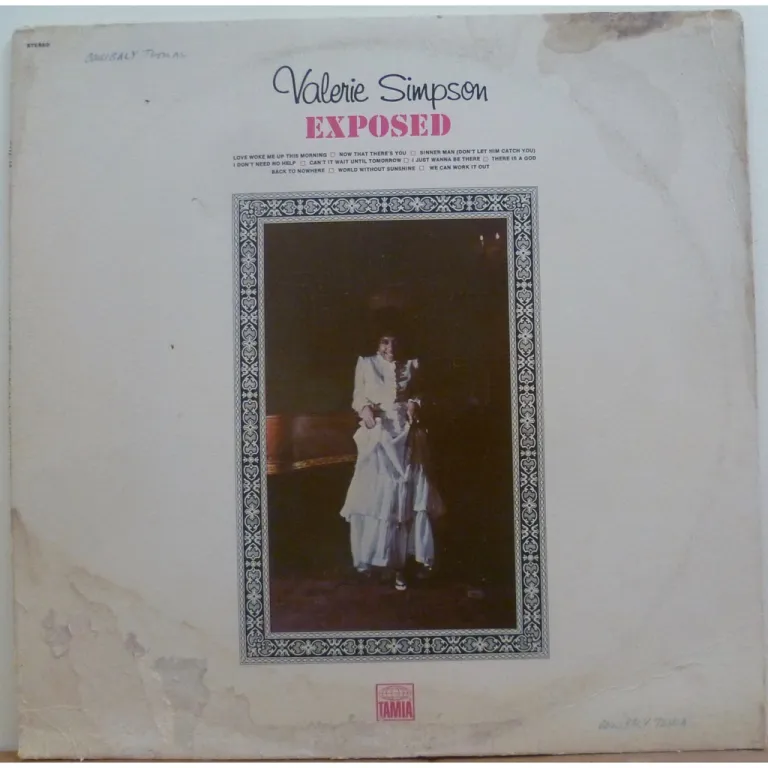 STEREO
Valerie Simpson
EXPOSED
LOVE WOKE ME UP THIS MORNING □ NOW THAT THERE'S YOU □ SINNER MAN (DON'T LET HIM CATCH YOU)
I DON'T NEED NO HELP □ CAN'T IT WAIT UNTIL TOMORROW □ I JUST WANNA BE THERE □ THERE IS A GOD
BACK TO NOWHERE □ WORLD WITHOUT SUNSHINE □ WE CAN WORK IT OUT
TAMLA